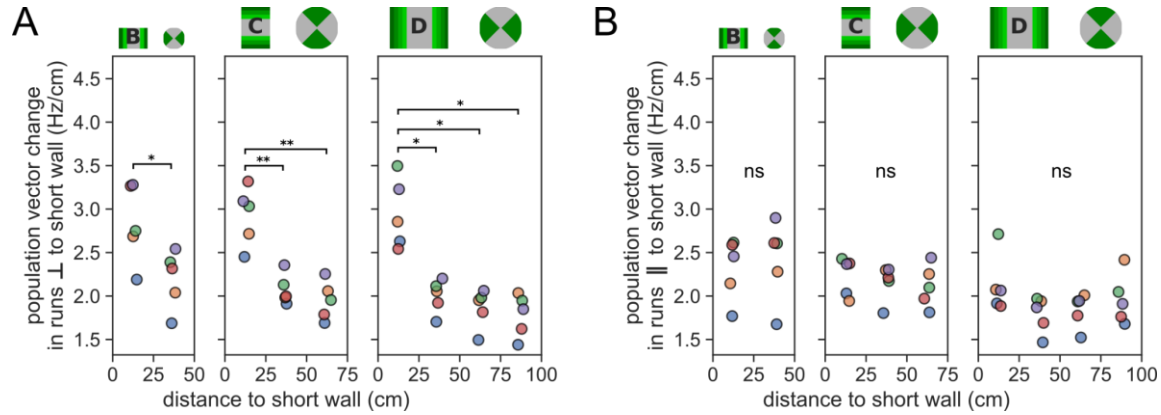 A
B
C
D
population vector change
in runs ⊥ to short wall (Hz/cm)
4.5
4.0
3.5
3.0
2.5
2.0
1.5
*
**
**
*
*
*
0 25 50
0 25 50 75
0 25 50 75 100
distance to short wall (cm)
B
B
C
D
population vector change
in runs ∥ to short wall (Hz/cm)
4.5
4.0
3.5
3.0
2.5
2.0
1.5
ns
ns
ns
0 25 50
0 25 50 75
0 25 50 75 100
distance to short wall (cm)